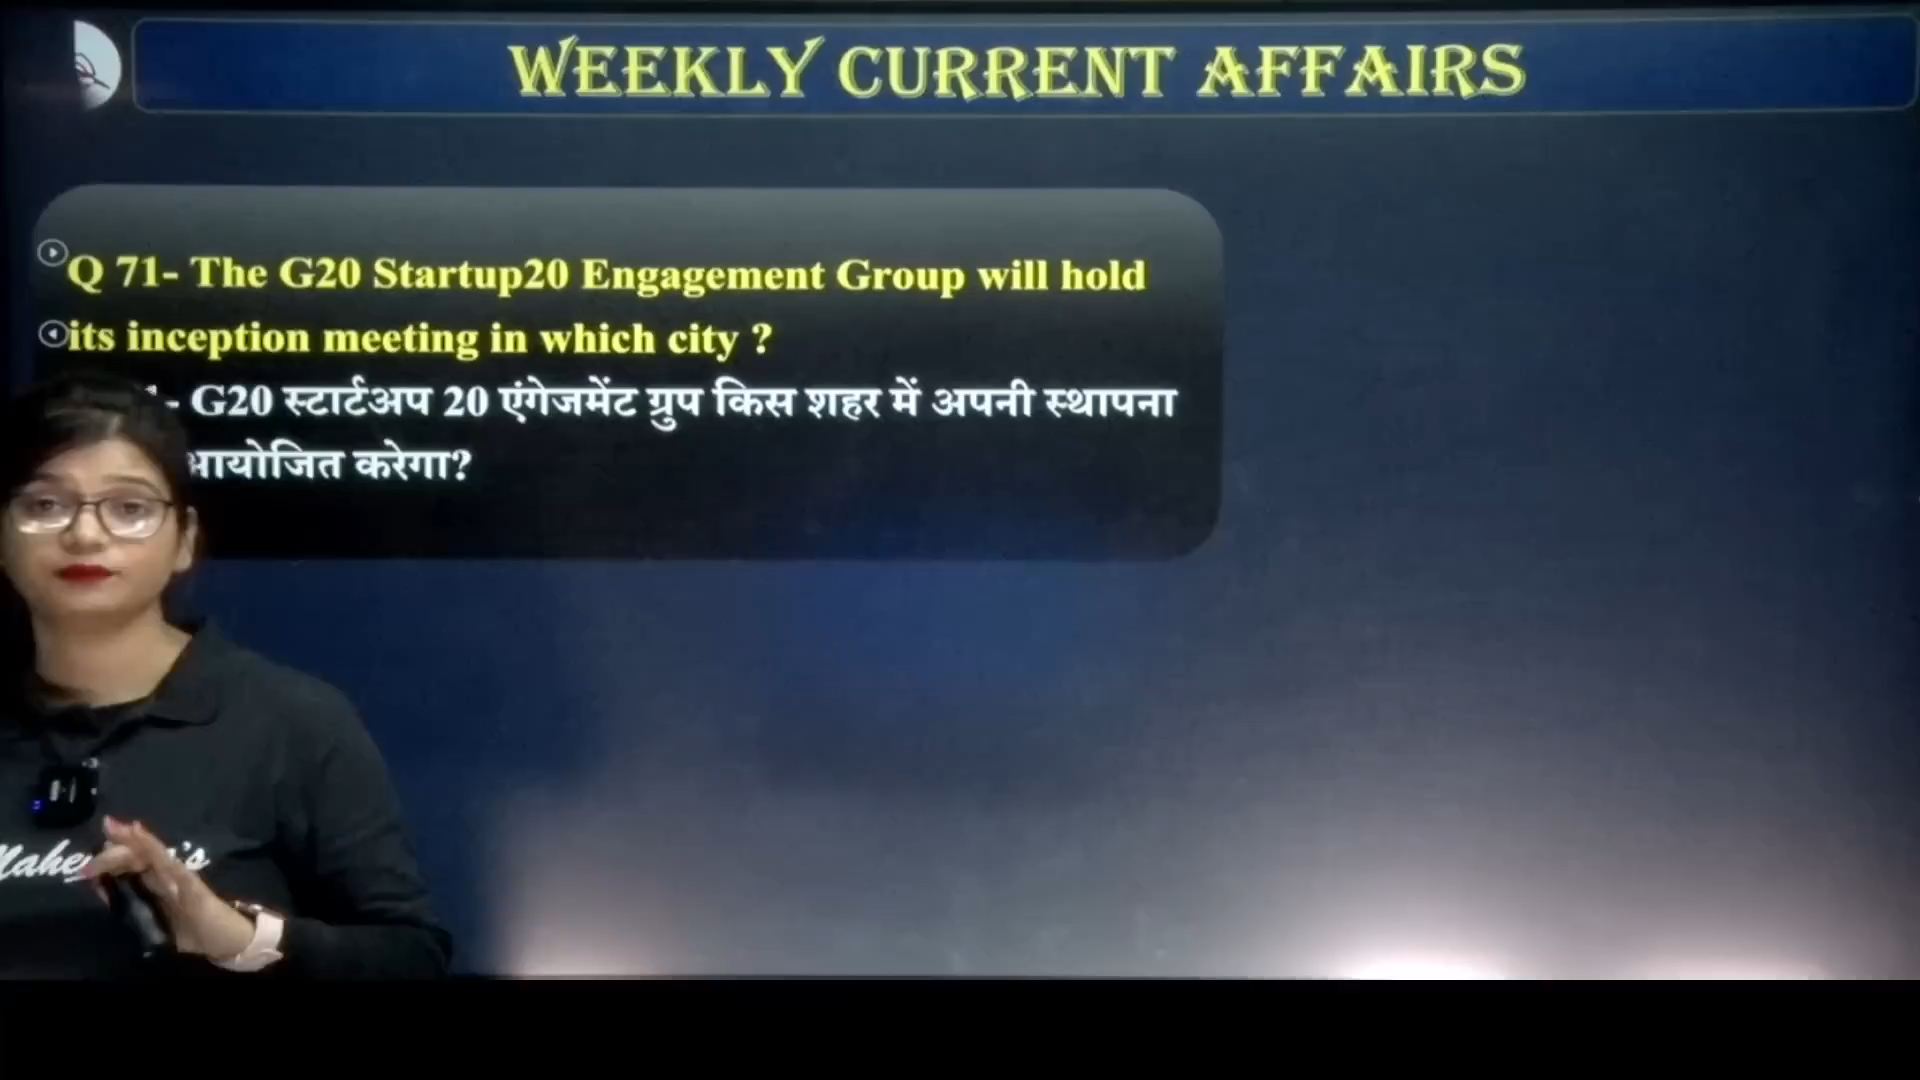 WEEKLY CURRENT AFFAIRS
Q 71- The G20 Startup20 Engagement Group will hold
its inception meeting in which city ?
- G20 स्टार्टअप 20 एंगेजमेंट ग्रुप किस शहर में अपनी स्थापना
आयोजित करेगा?